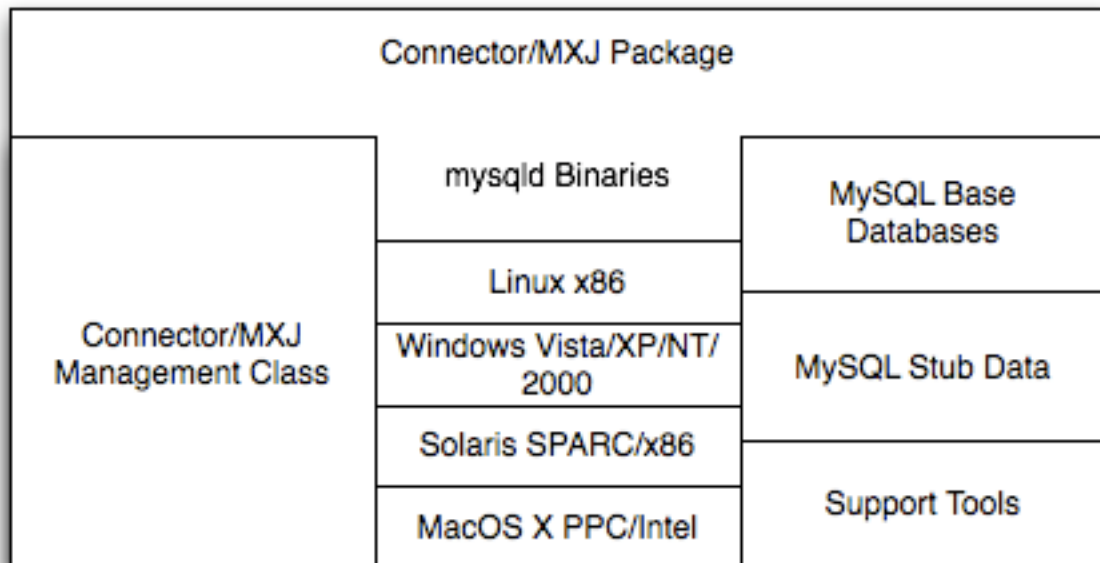 Connector/MXJ Package
Connector/MXJ
Management Class
mysqld Binaries
Linux x86
Windows Vista/XP/NT/
2000
Solaris SPARC/x86
MacOS X PPC/Intel
MySQL Base
Databases
MySQL Stub Data
Support Tools